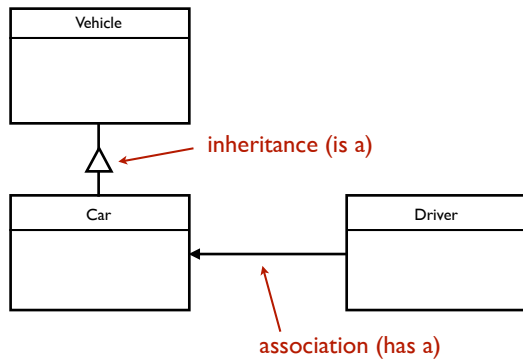 Vehicle
inheritance (is a)
Car
Driver
association (has a)